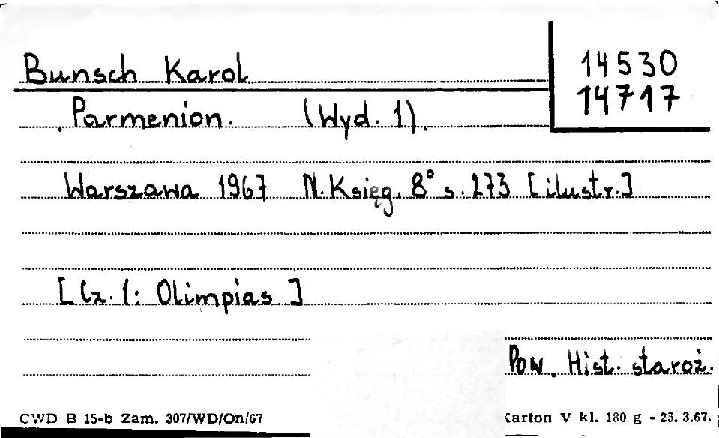 Bunsch Karol
14530
14717
Parmenion. (Wyd. 1).
Warszawa 1967 N. Księg. 8° s. 273 [ilustr.]
[Cz. 1: Olimpias]
Pow. Hist. staroż.
CWD B 15-b Zam. 307/WD/On/67
Karton V kl. 180 g - 25. 3.67.